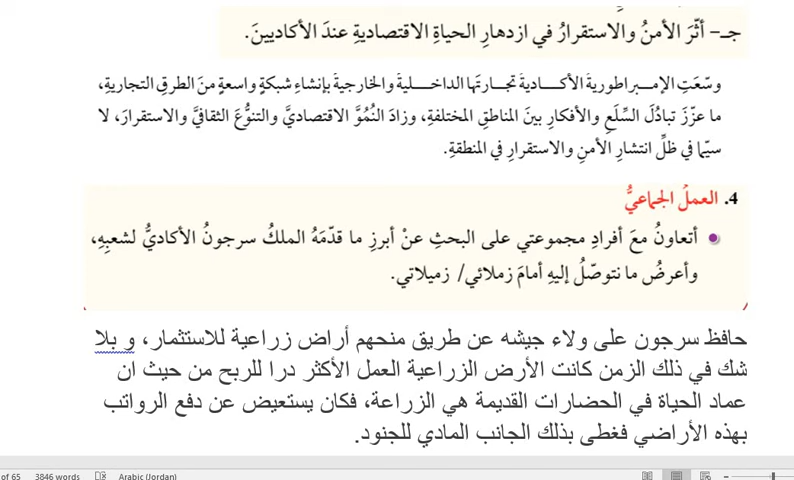 جـ- أثّرَ الأمنُ والاستقرارُ في ازدهارِ الحياةِ الاقتصاديةِ عندَ الأكاديينَ.
وسّعَتِ الإمـبراطوريةُ الأكـاديةُ تجـارتَها الداخـلـيةَ والخارجيةَ بإنشاءِ شبكةٍ واسعةٍ منَ الطرقِ التجاريةِ،
ما عزّزَ تبادُلَ السِّلَعِ والأفكارِ بينَ المناطقِ المختلفةِ، وزادَ النُمُوَّ الاقتصاديَّ والتنوُّعَ الثقافيَّ والاستقرارَ، لا
سيّما في ظلِّ انتشارِ الأمنِ والاستقرارِ في المنطقةِ.
4. العملُ الجماعيُّ
أتعاونُ معَ أفرادِ مجموعتي على البحثِ عنْ أبرزِ ما قدّمَهُ الملكُ سرجونُ الأكاديُّ لشعبِهِ،
وأعرضُ ما نتوصّلُ إليهِ أمامَ زملائي/ زميلاتي.
حافظ سرجون على ولاء جيشه عن طريق منحهم أراض زراعية للاستثمار، و بلا
شك في ذلك الزمن كانت الأرض الزراعية العمل الأكثر درا للربح من حيث ان
عماد الحياة في الحضارات القديمة هي الزراعة، فكان يستعيض عن دفع الرواتب
بهذه الأراضي فغطى بذلك الجانب المادي للجنود.
of 65 3846 words Arabic (Jordan)